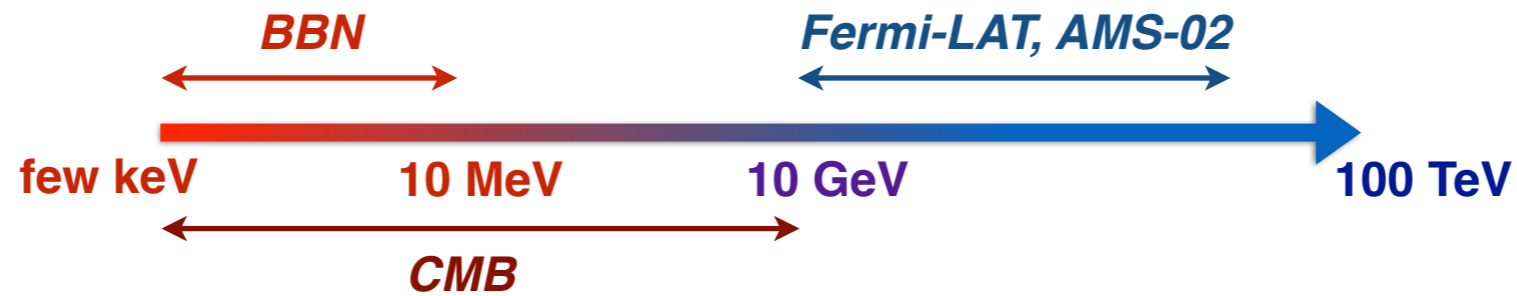 BBN
Fermi-LAT, AMS-02
few keV
10 MeV
10 GeV
100 TeV
CMB